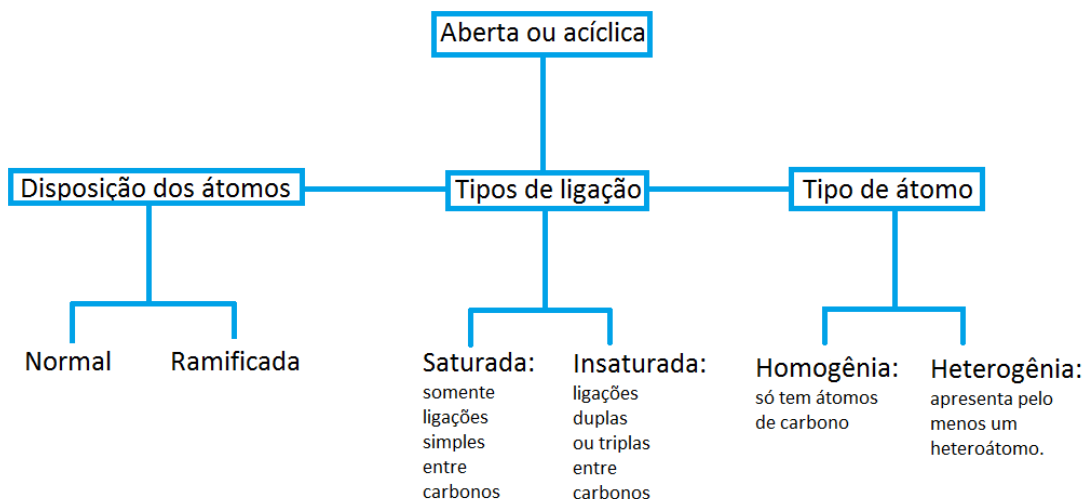 Aberta ou acíclica
Disposição dos átomos
Tipos de ligação
Tipo de átomo
Normal
Ramificada
Saturada:
somente
ligações
simples
entre
carbonos
Insaturada:
ligações
duplas
ou triplas
entre
carbonos
Homogênia:
só tem átomos
de carbono
Heterogênia:
apresenta pelo
menos um
heteroátomo.